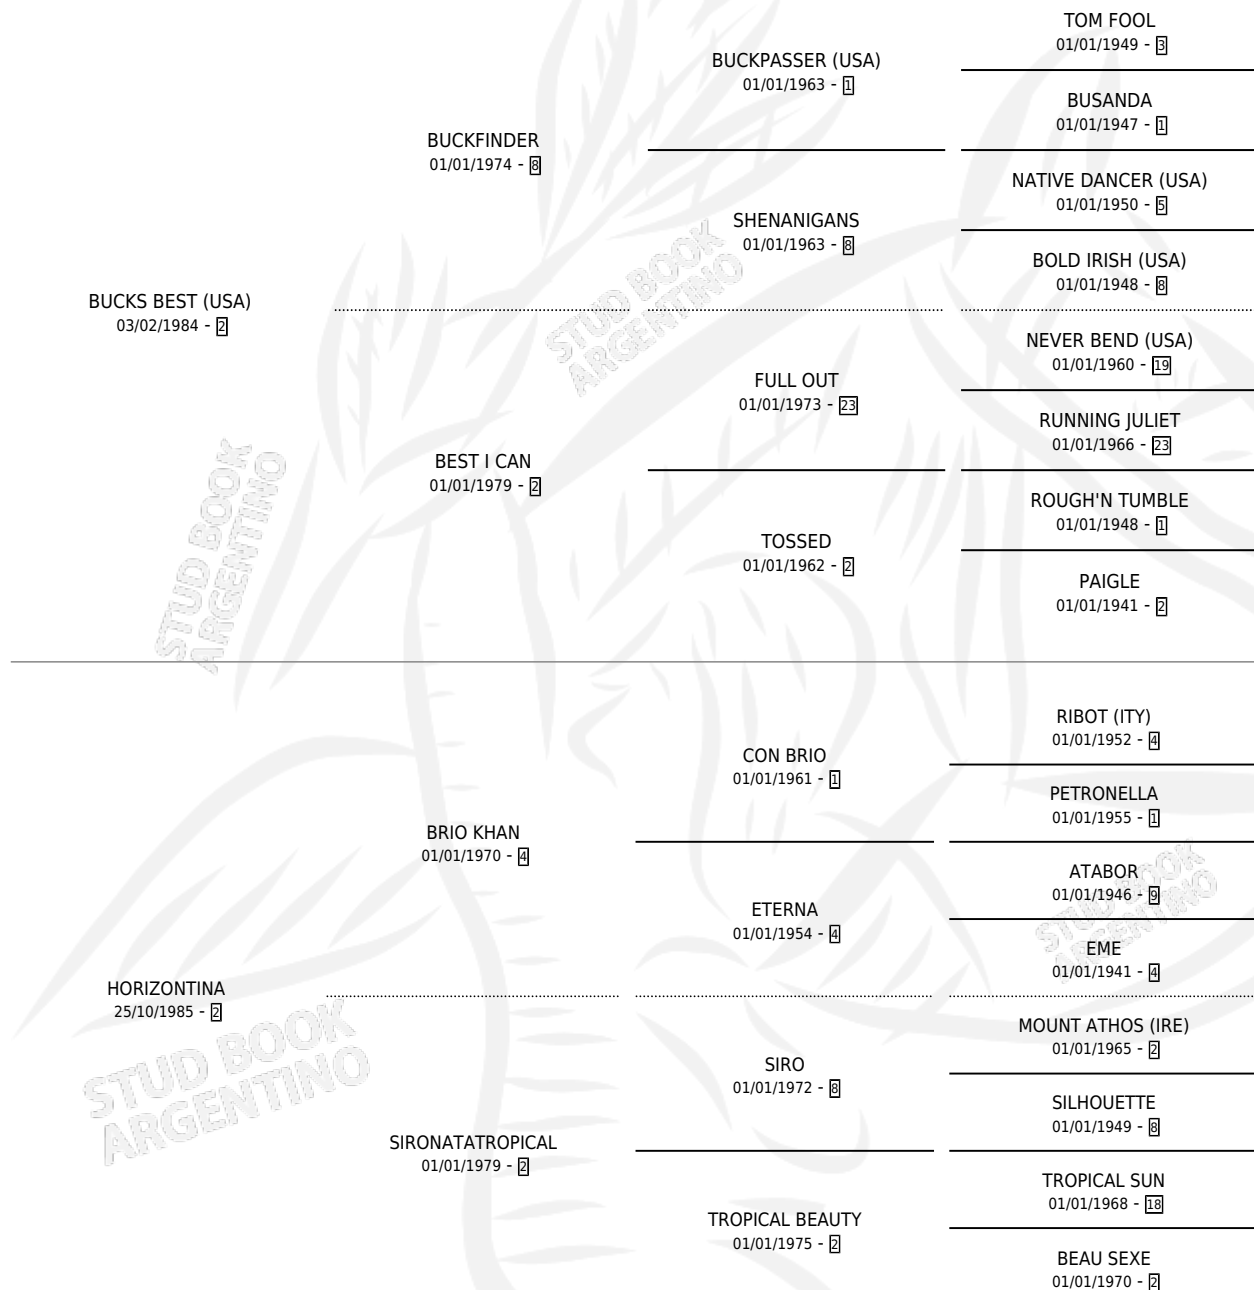 TOM FOOL
01/01/1949 - 3
BUCKPASSER (USA)
01/01/1963 - 1
BUSANDA
01/01/1947 - 1
BUCKFINDER
01/01/1974 - 8
NATIVE DANCER (USA)
01/01/1950 - 5
SHENANIGANS
01/01/1963 - 8
BOLD IRISH (USA)
01/01/1948 - 8
BUCKS BEST (USA)
03/02/1984 - 2
STUD BOOK
ARGENTINO
NEVER BEND (USA)
01/01/1960 - 19
FULL OUT
01/01/1973 - 23
RUNNING JULIET
01/01/1966 - 23
BEST I CAN
01/01/1979 - 2
ROUGH'N TUMBLE
01/01/1948 - 1
TOSSED
01/01/1962 - 2
PAIGLE
01/01/1941 - 2
STUD BOOK
ARGENTINO
RIBOT (ITY)
01/01/1952 - 4
CON BRIO
01/01/1961 - 1
PETRONELLA
01/01/1955 - 1
BRIO KHAN
01/01/1970 - 4
ATABOR
01/01/1946 - 9
ETERNA
01/01/1954 - 4
STUD BOOK
ARGENTINO
EME
01/01/1941 - 4
HORIZONTINA
25/10/1985 - 2
MOUNT ATHOS (IRE)
01/01/1965 - 2
SIRO
01/01/1972 - 8
SILHOUETTE
01/01/1949 - 8
STUD BOOK
ARGENTINO
SIRONATATROPICAL
01/01/1979 - 2
TROPICAL SUN
01/01/1968 - 18
TROPICAL BEAUTY
01/01/1975 - 2
BEAU SEXE
01/01/1970 - 2